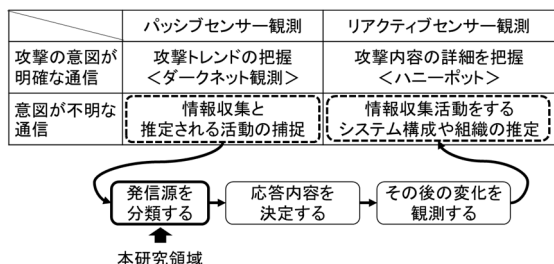 パッシブセンサー観測 リアクティブセンサー観測
攻撃の意図が
明確な通信
攻撃トレンドの把握
<ダークネット観測>
攻撃内容の詳細を把握
<ハニーポット>
意図が不明な
通信
情報収集と
推定される活動の捕捉
情報収集活動をする
システム構成や組織の推定
発信源を
分類する
応答内容を
決定する
その後の変化を
観測する
本研究領域